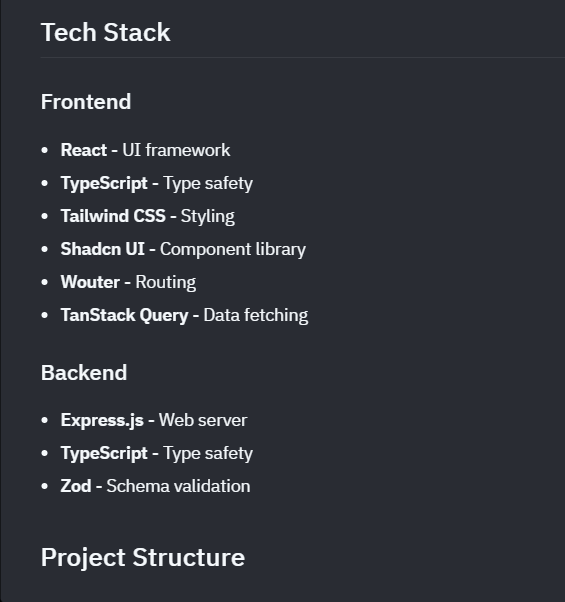 Tech Stack
Frontend
• React - UI framework
• TypeScript - Type safety
• Tailwind CSS - Styling
• Shadcn UI - Component library
• Wouter - Routing
• TanStack Query - Data fetching
Backend
• Express.js - Web server
• TypeScript - Type safety
• Zod - Schema validation
Project Structure